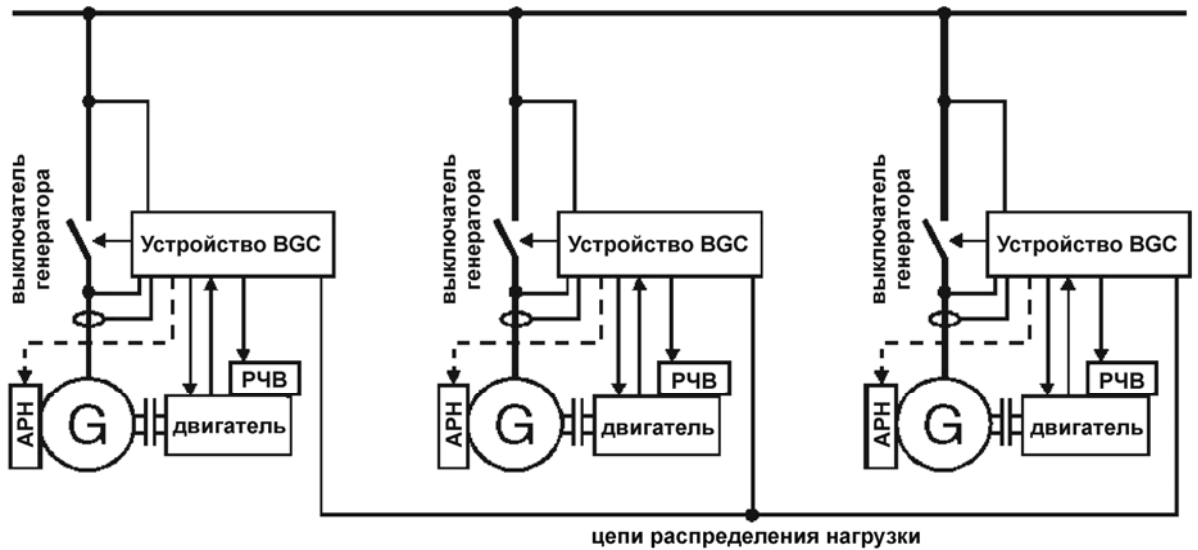 выключатель
генератора
Устройство BGC
РЧВ
АРН
G
двигатель
выключатель
генератора
Устройство BGC
РЧВ
АРН
G
двигатель
выключатель
генератора
Устройство BGC
РЧВ
АРН
G
двигатель
цепи распределения нагрузки